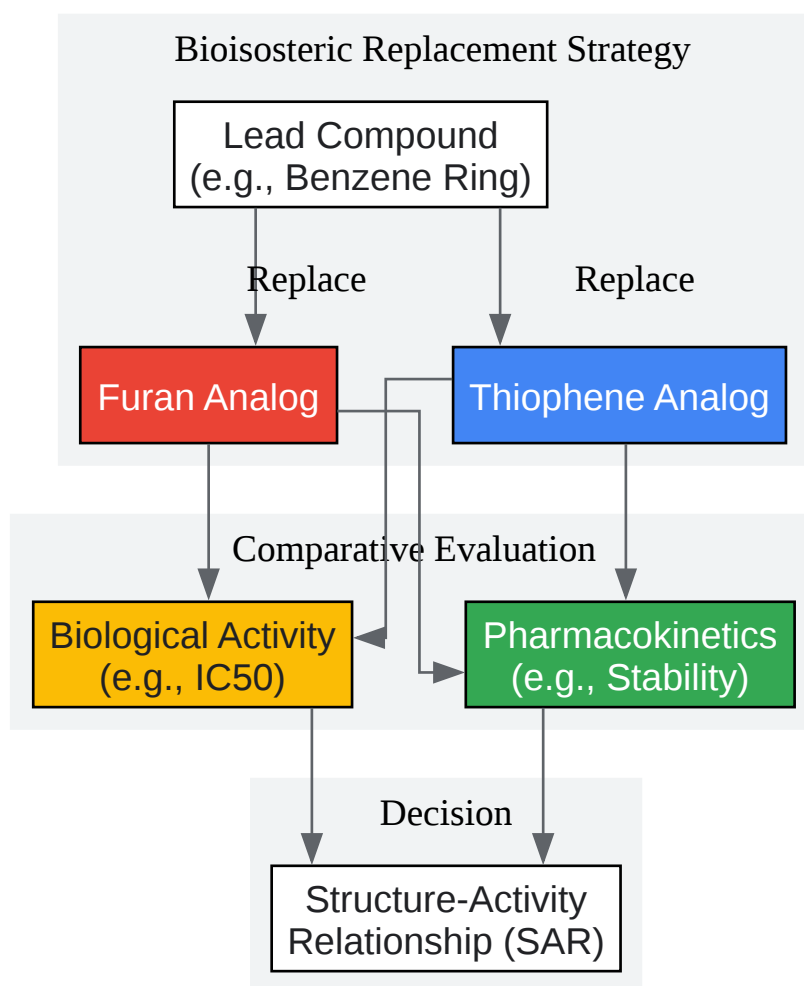 Bioisosteric Replacement Strategy
Lead Compound
(e.g., Benzene Ring)
Replace
Replace
Furan Analog
Thiophene Analog
Comparative Evaluation
Biological Activity
(e.g., IC50)
Pharmacokinetics
(e.g., Stability)
Decision
Structure-Activity
Relationship (SAR)